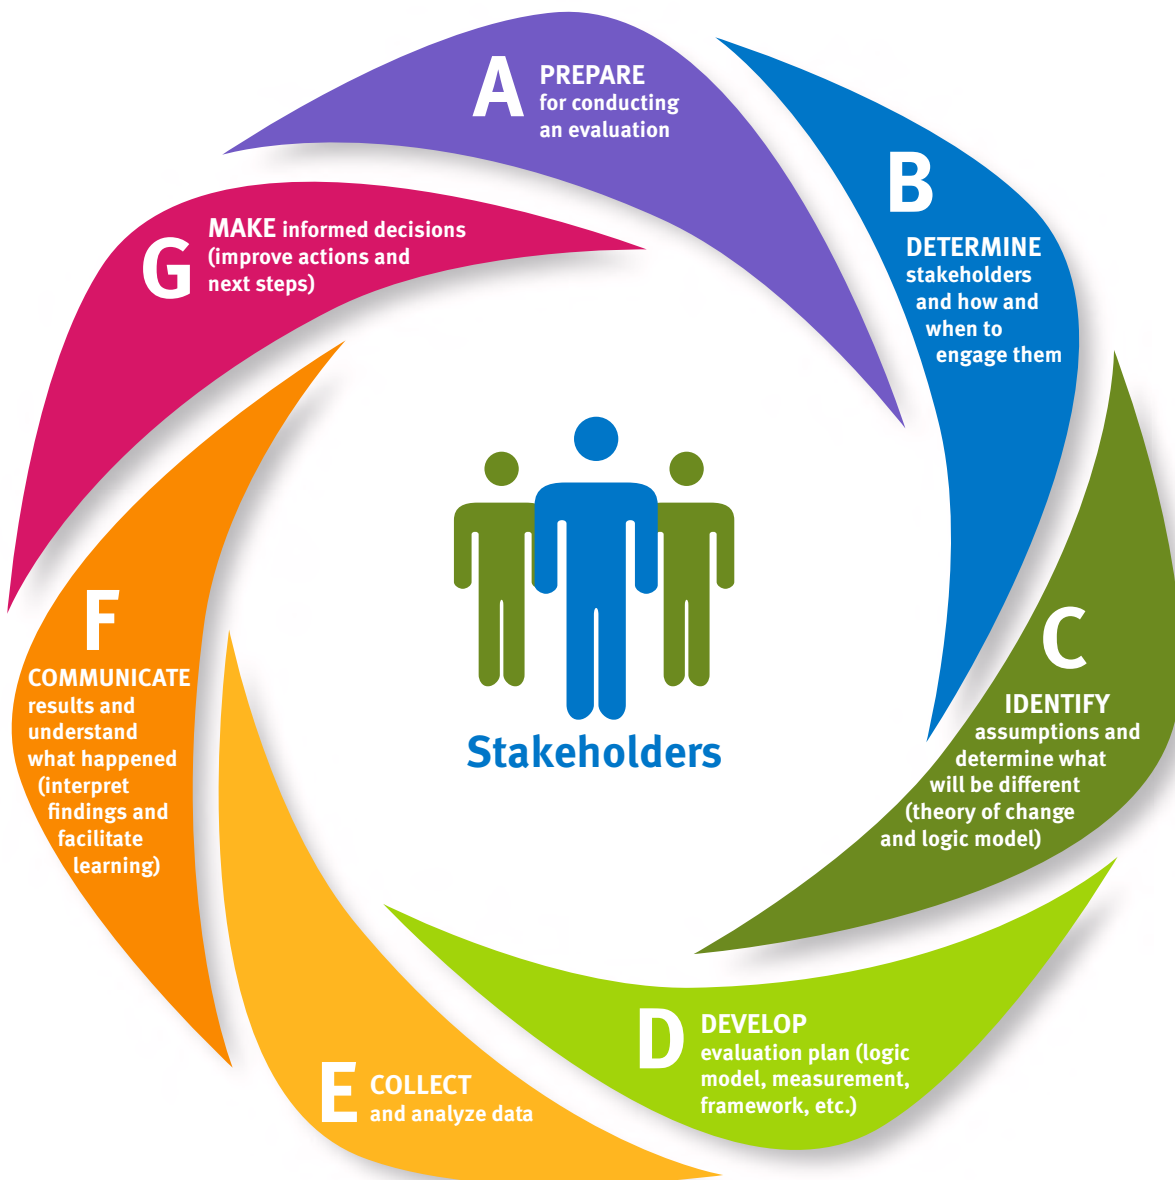 A
PREPARE
for conducting
an evaluation
B
DETERMINE
stakeholders
and how and
when to
engage them
C
IDENTIFY
assumptions and
determine what
will be different
(theory of change
and logic model)
D
DEVELOP
evaluation plan (logic
model, measurement,
framework, etc.)
E
COLLECT
and analyze data
F
COMMUNICATE
results and
understand
what happened
(interpret
findings and
facilitate
learning)
G
MAKE informed decisions
(improve actions and
next steps)
Stakeholders